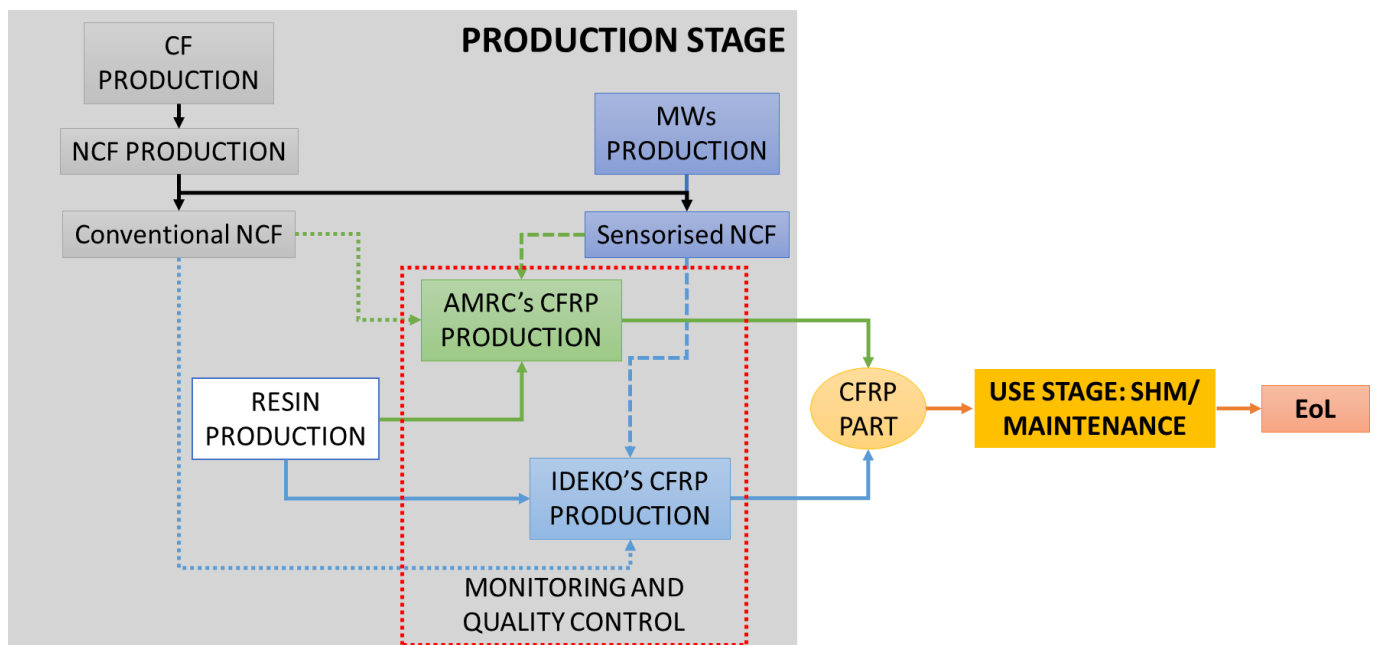 PRODUCTION STAGE
CF
PRODUCTION
NCF PRODUCTION
MWs
PRODUCTION
Conventional NCF
Sensorised NCF
AMRC's CFRP
PRODUCTION
RESIN
PRODUCTION
IDEKO'S CFRP
PRODUCTION
MONITORING AND
QUALITY CONTROL
CFRP
PART
USE STAGE: SHM/
MAINTENANCE
EoL